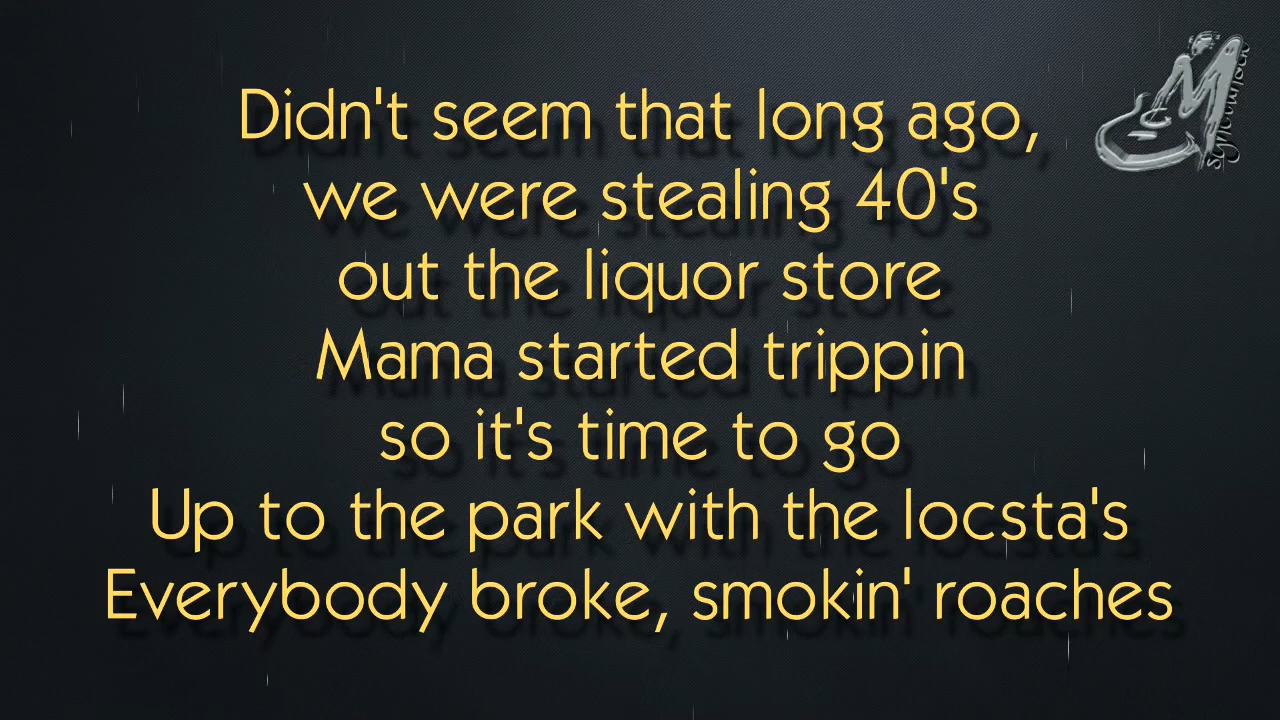 Didn't seem that long ago,
we were stealing 40's
out the liquor store
Mama started trippin
so it's time to go
Up to the park with the locsta's
Everybody broke, smokin' roaches